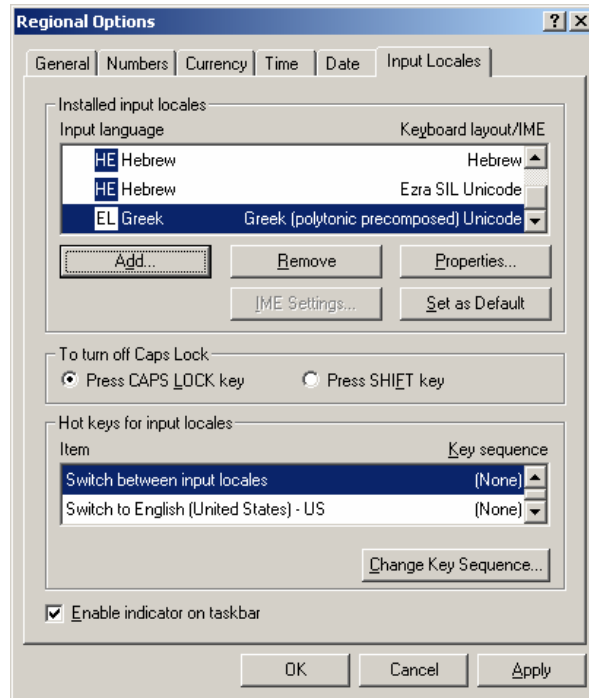 Regional Options
General Numbers Currency Time Date Input Locales
Installed input locales
Input language Keyboard layout/IME
HE Hebrew Hebrew
HE Hebrew Ezra SIL Unicode
EL Greek Greek (polytonic precomposed) Unicode
Add... Remove Properties...
IME Settings... Set as Default
To turn off Caps Lock
Press CAPS LOCK key Press SHIFT key
Hot keys for input locales
Item Key sequence
Switch between input locales (None)
Switch to English (United States) - US (None)
Change Key Sequence...
Enable indicator on taskbar
OK Cancel Apply